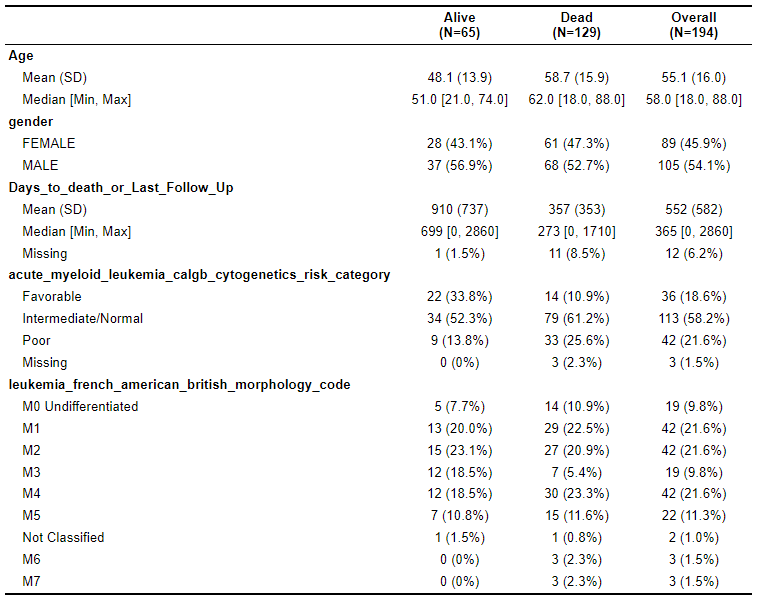 Alive Dead Overall
(N=65) (N=129) (N=194)
Age
Mean (SD) 48.1 (13.9) 58.7 (15.9) 55.1 (16.0)
Median [Min, Max] 51.0 [21.0, 74.0] 62.0 [18.0, 88.0] 58.0 [18.0, 88.0]
gender
FEMALE 28 (43.1%) 61 (47.3%) 89 (45.9%)
MALE 37 (56.9%) 68 (52.7%) 105 (54.1%)
Days_to_death_or_Last_Follow_Up
Mean (SD) 910 (737) 357 (353) 552 (582)
Median [Min, Max] 699 [0, 2860] 273 [0, 1710] 365 [0, 2860]
Missing 1 (1.5%) 11 (8.5%) 12 (6.2%)
acute_myeloid_leukemia_calgb_cytogenetics_risk_category
Favorable 22 (33.8%) 14 (10.9%) 36 (18.6%)
Intermediate/Normal 34 (52.3%) 79 (61.2%) 113 (58.2%)
Poor 9 (13.8%) 33 (25.6%) 42 (21.6%)
Missing 0 (0%) 3 (2.3%) 3 (1.5%)
leukemia_french_american_british_morphology_code
M0 Undifferentiated 5 (7.7%) 14 (10.9%) 19 (9.8%)
M1 13 (20.0%) 29 (22.5%) 42 (21.6%)
M2 15 (23.1%) 27 (20.9%) 42 (21.6%)
M3 12 (18.5%) 7 (5.4%) 19 (9.8%)
M4 12 (18.5%) 30 (23.3%) 42 (21.6%)
M5 7 (10.8%) 15 (11.6%) 22 (11.3%)
Not Classified 1 (1.5%) 1 (0.8%) 2 (1.0%)
M6 0 (0%) 3 (2.3%) 3 (1.5%)
M7 0 (0%) 3 (2.3%) 3 (1.5%)